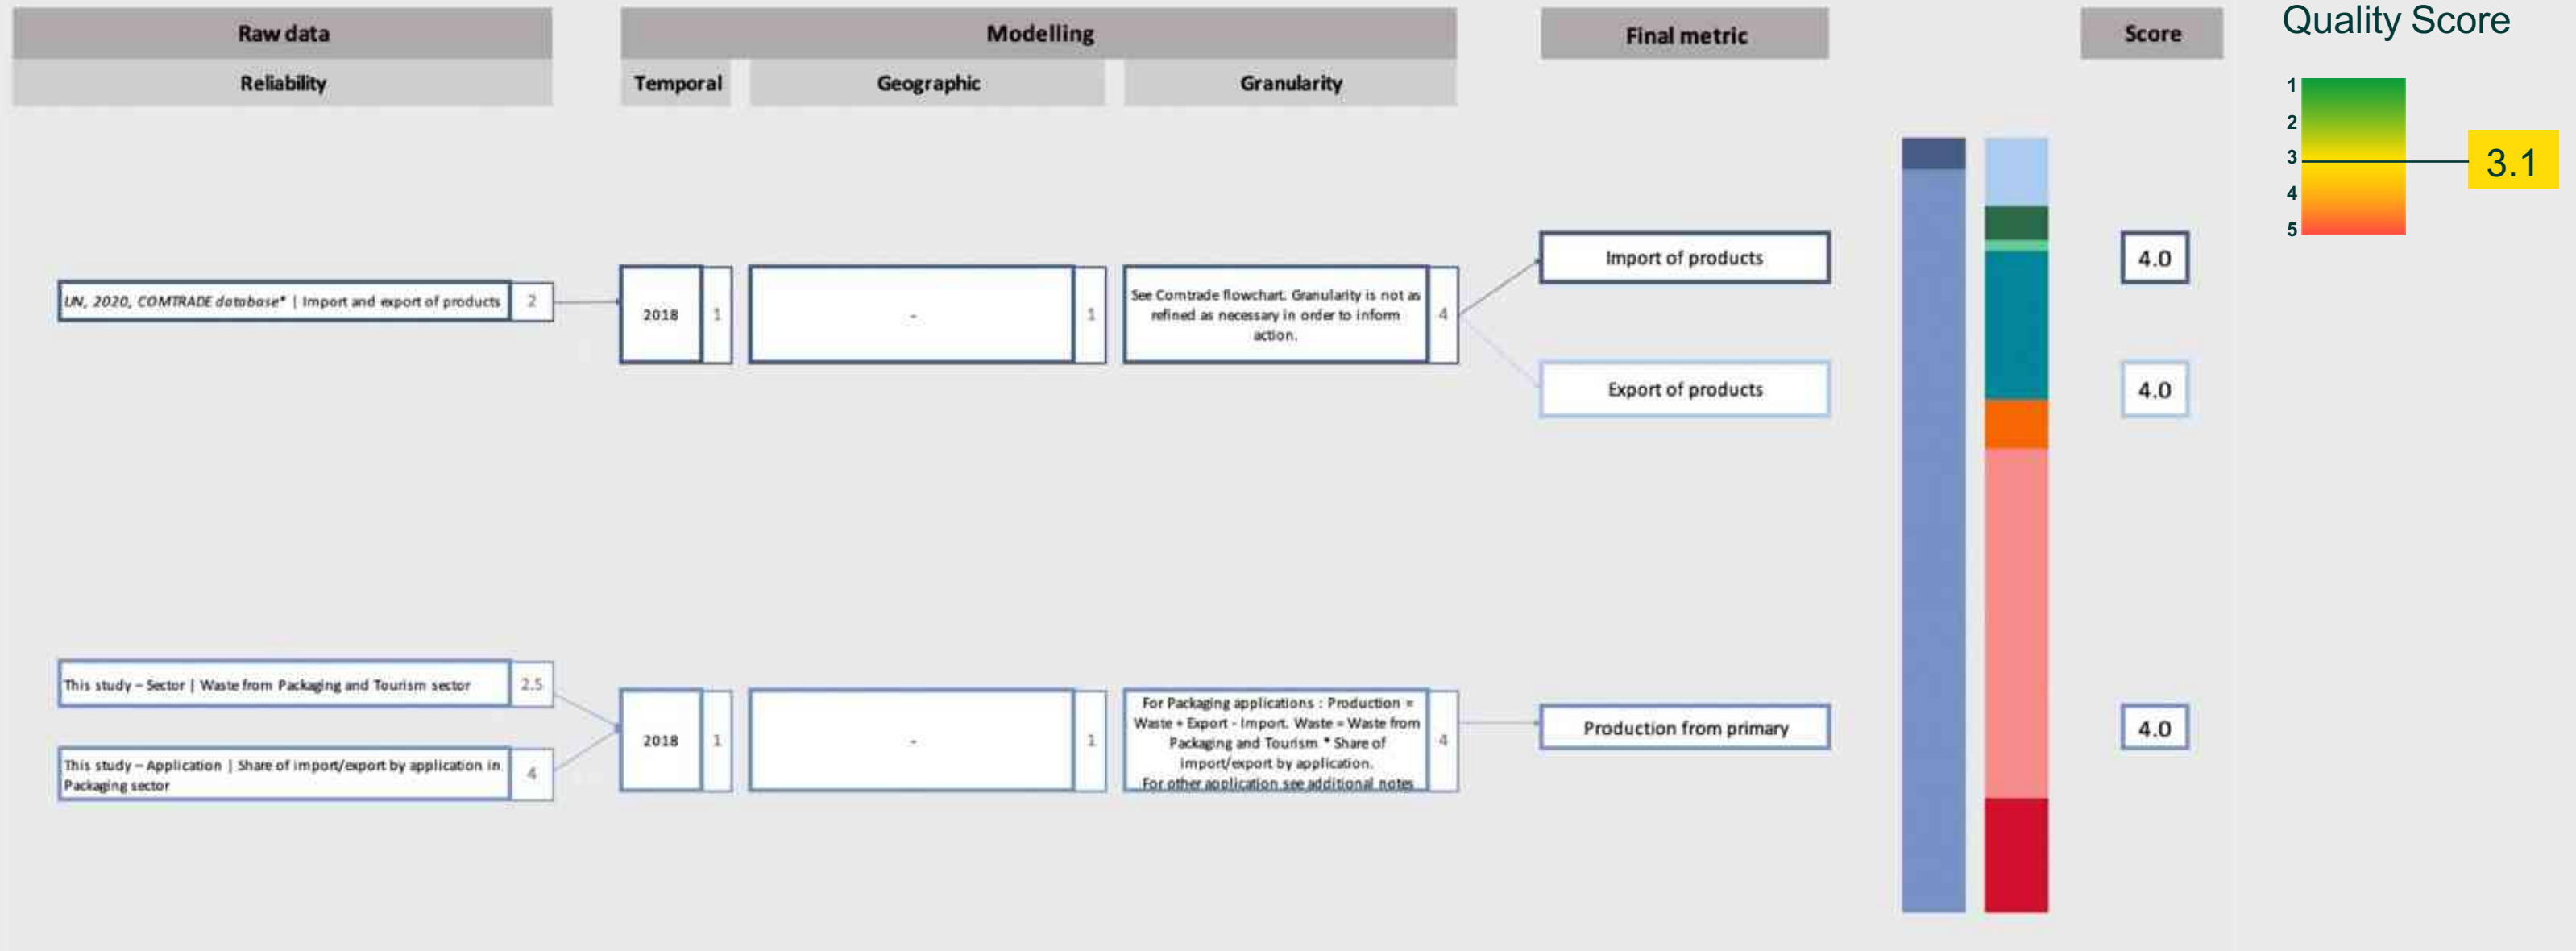 Raw data
Modelling
Final metric
Score
Quality Score
Reliability
Temporal
Geographic
Granularity
1
2
3
4
5
3.1
UN, 2020, COMTRADE database* | Import and export of products
2
2018
1
-
1
See Comtrade flowchart. Granularity is not as
refined as necessary in order to inform
action.
4
Import of products
4.0
Export of products
4.0
This study – Sector | Waste from Packaging and Tourism sector
2.5
This study – Application | Share of import/export by application in
Packaging sector
4
2018
1
-
1
For Packaging applications : Production =
Waste + Export - Import. Waste = Waste from
Packaging and Tourism * Share of
import/export by application.
For other application see additional notes
4
Production from primary
4.0